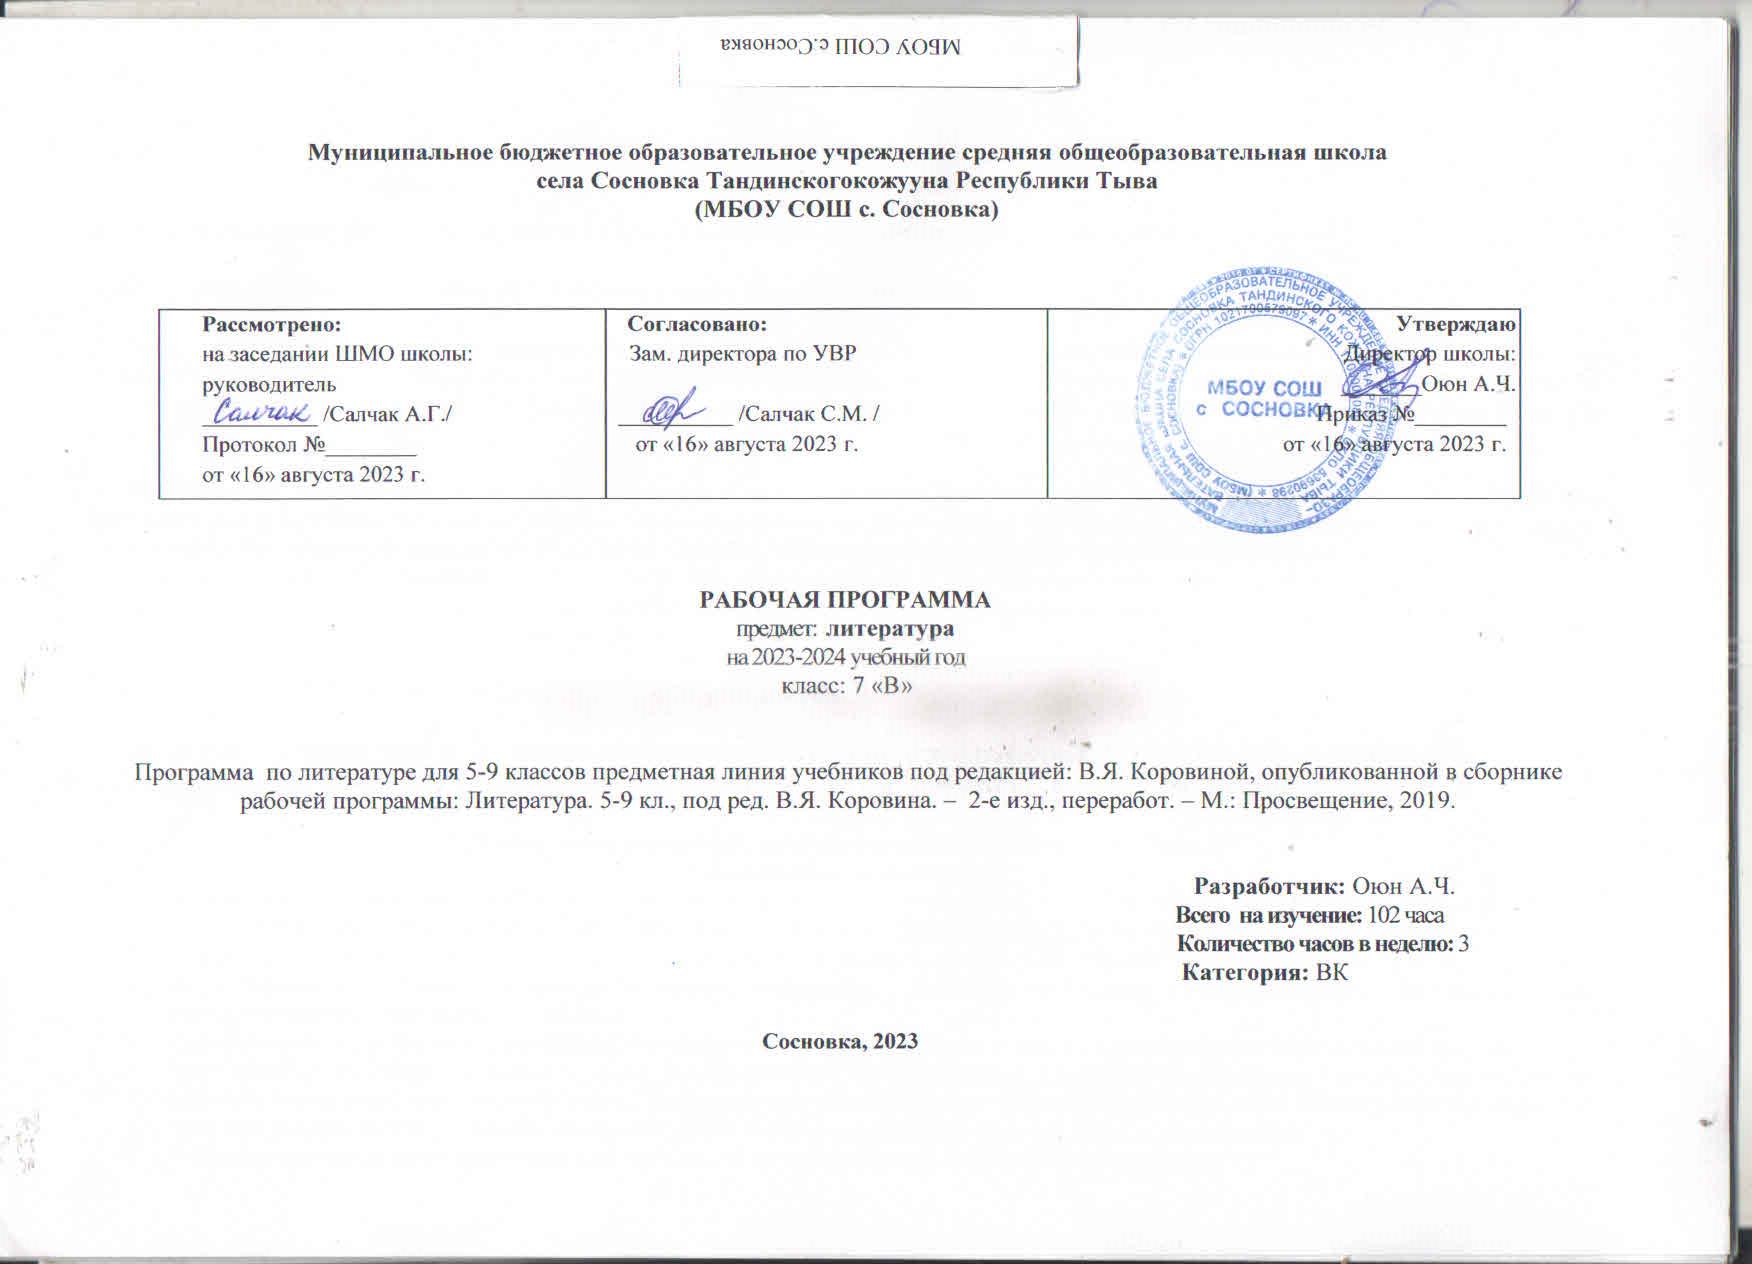 МБОУ СОШ с.Сосновка
Муниципальное бюджетное образовательное учреждение средняя общеобразовательная школа
села Сосновка Тандинскогокожууна Республики Тыва
(МБОУ СОШ с. Сосновка)
Рассмотрено:
на заседании ШМО школы:
руководитель
Салчак /Салчак А.Г./
Протокол №________
от «16» августа 2023 г.
Согласовано:
Зам. директора по УВР
__________ /Салчак С.М. /
от «16» августа 2023 г.
Утверждаю
Директор школы:
_______Оюн А.Ч.
Приказ №________
от «16» августа 2023 г.
МБОУ СОШ
с СОСНОВКА
РАБОЧАЯ ПРОГРАММА
предмет: литература
на 2023-2024 учебный год
класс: 7 «В»
Программа по литературе для 5-9 классов предметная линия учебников под редакцией: В.Я. Коровиной, опубликованной в сборнике
рабочей программы: Литература. 5-9 кл., под ред. В.Я. Коровина. – 2-е изд., переработ. – М.: Просвещение, 2019.
Разработчик: Оюн А.Ч.
Всего на изучение: 102 часа
Количество часов в неделю: 3
Категория: ВК
Сосновка, 2023